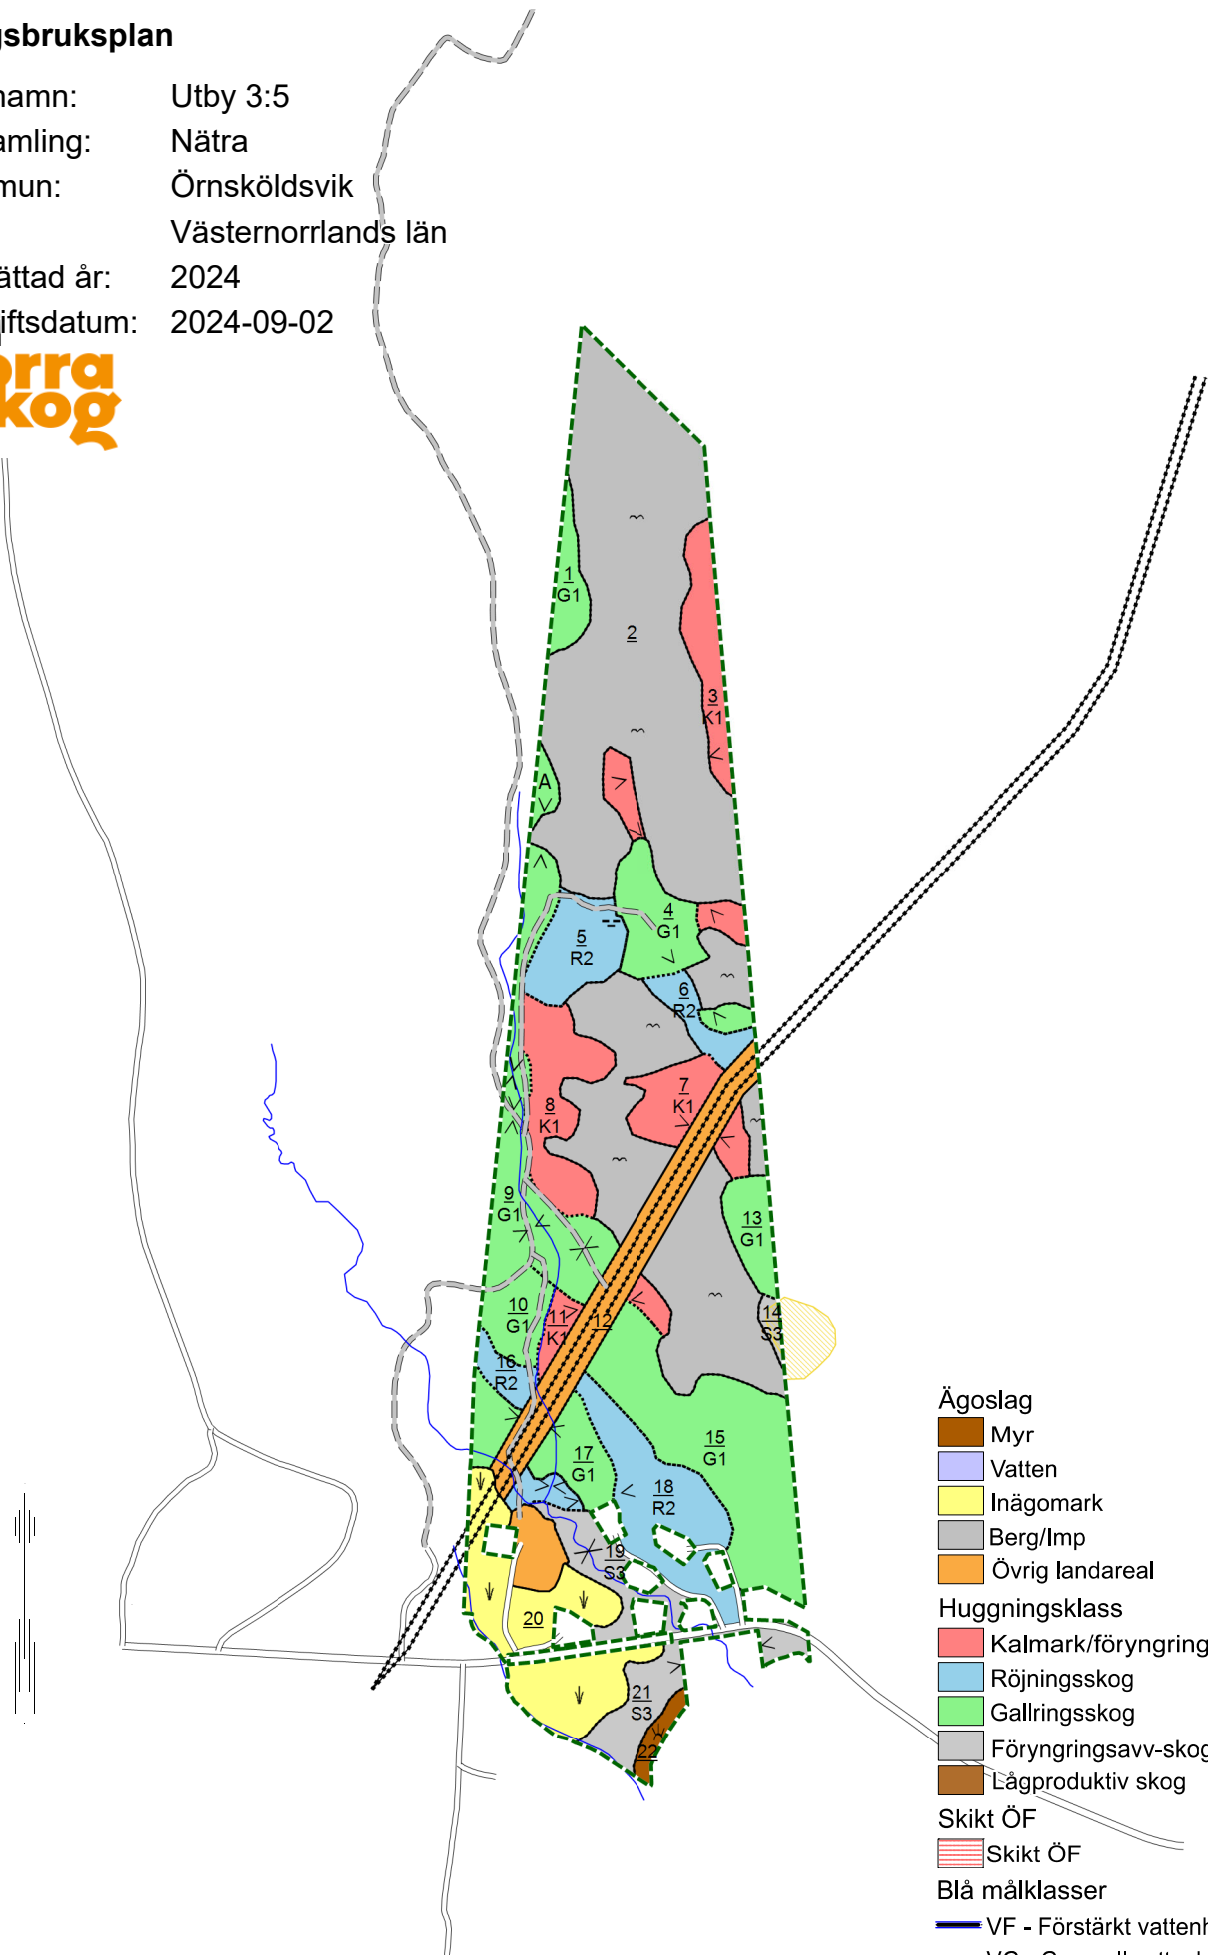 gsbruksplan
namn: Utby 3:5
amling: Nätra
mun: Örnsköldsvik
Västernorrlands län
ättad år: 2024
iftsdatum: 2024-09-02
orra
kog
1
G1
2
3
K1
A
4
G1
5
R2
6
R2
7
K1
8
K1
9
G1
13
G1
10
G1
11
K1
12
14
S3
16
R2
15
G1
17
G1
18
R2
19
S3
20
21
S3
22
Ägoslag
Myr
Vatten
Inägomark
Berg/Imp
Övrig landareal
Huggningsklass
Kalmark/föryngring
Röjningsskog
Gallringsskog
Föryngringsavv-skog
Lågproduktiv skog
Skikt ÖF
Skikt ÖF
Blå målklasser
VF - Förstärkt vattenh